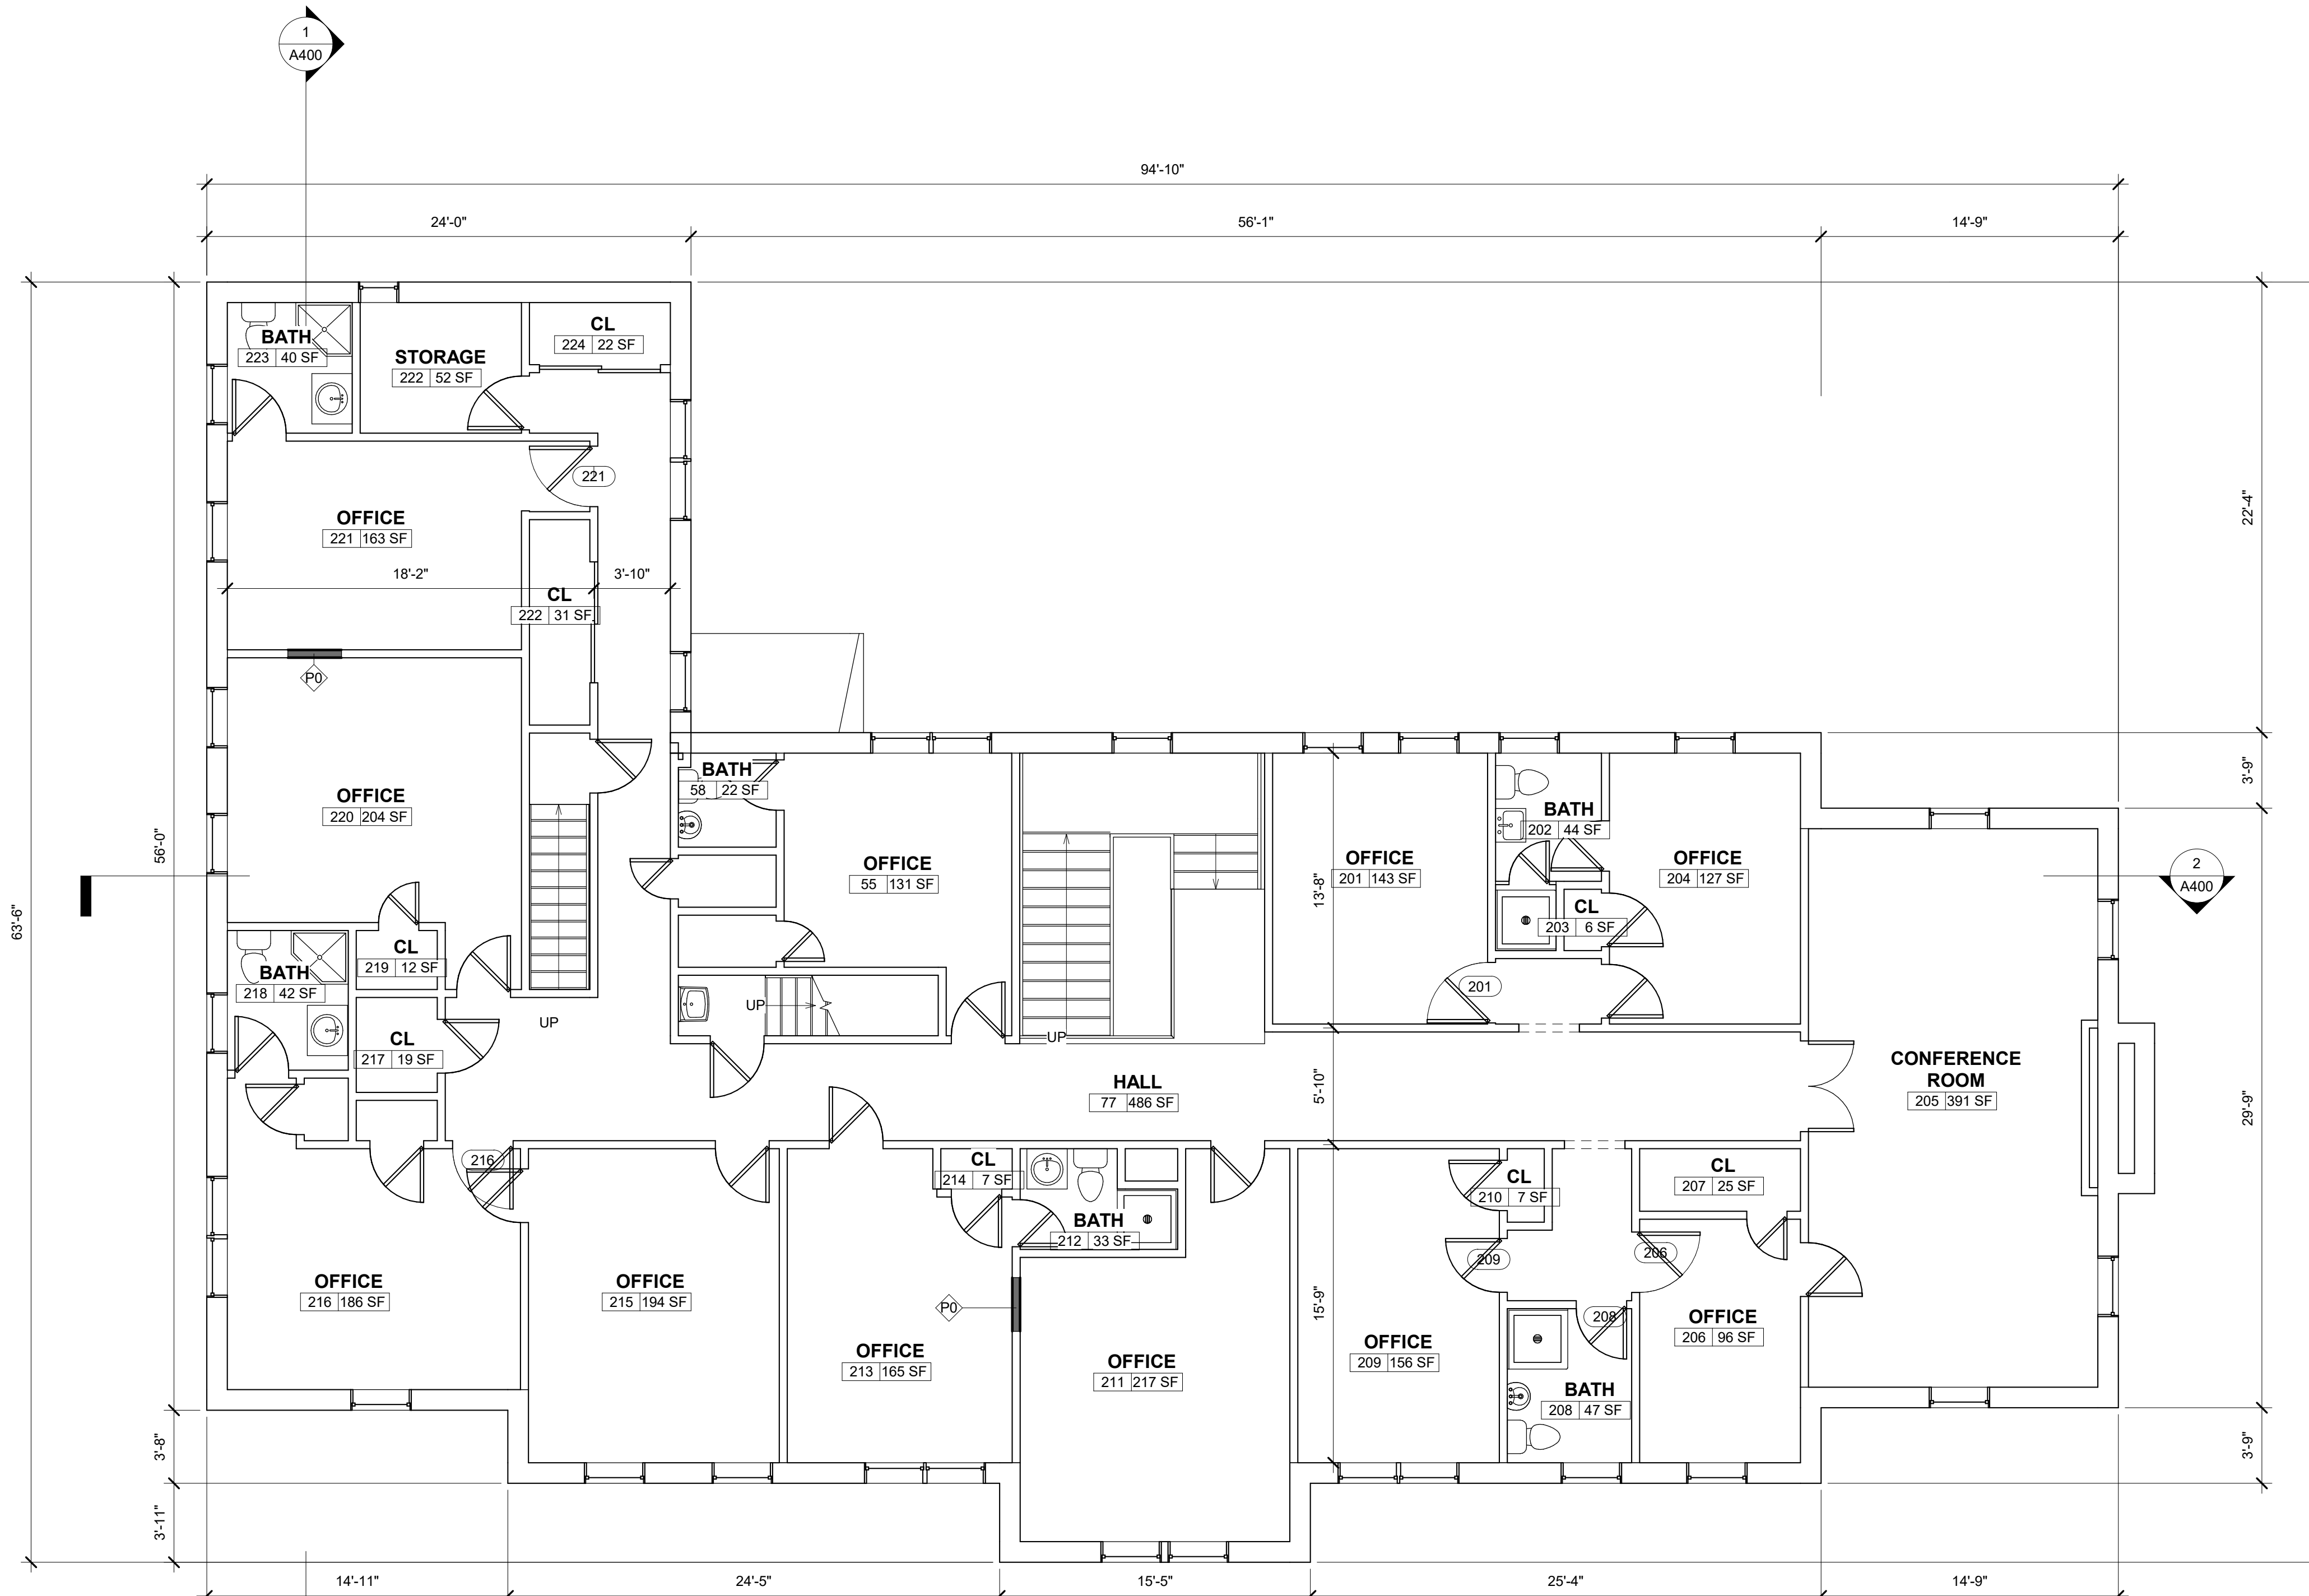 1
A400
94'-10"
24'-0"
56'-1"
14'-9"
BATH
223 40 SF
STORAGE
222 52 SF
CL
224 22 SF
221
OFFICE
221 163 SF
18'-2"
3'-10"
CL
222 31 SF
22'-4"
P0
OFFICE
220 204 SF
BATH
58 22 SF
3'-9"
56'-0"
63'-6"
OFFICE
55 131 SF
13'-8"
OFFICE
201 143 SF
BATH
202 44 SF
OFFICE
204 127 SF
CL
203 6 SF
2
A400
CL
219 12 SF
BATH
218 42 SF
UP
UP
UP
201
CL
217 19 SF
HALL
77 486 SF
5'-10"
CONFERENCE
ROOM
205 391 SF
29'-9"
216
CL
214 7 SF
BATH
212 33 SF
CL
210 7 SF
CL
207 25 SF
209
206
OFFICE
216 186 SF
OFFICE
215 194 SF
P0
15'-9"
208
OFFICE
213 165 SF
OFFICE
211 217 SF
OFFICE
209 156 SF
OFFICE
206 96 SF
BATH
208 47 SF
3'-8"
3'-9"
3'-11"
14'-11"
24'-5"
15'-5"
25'-4"
14'-9"